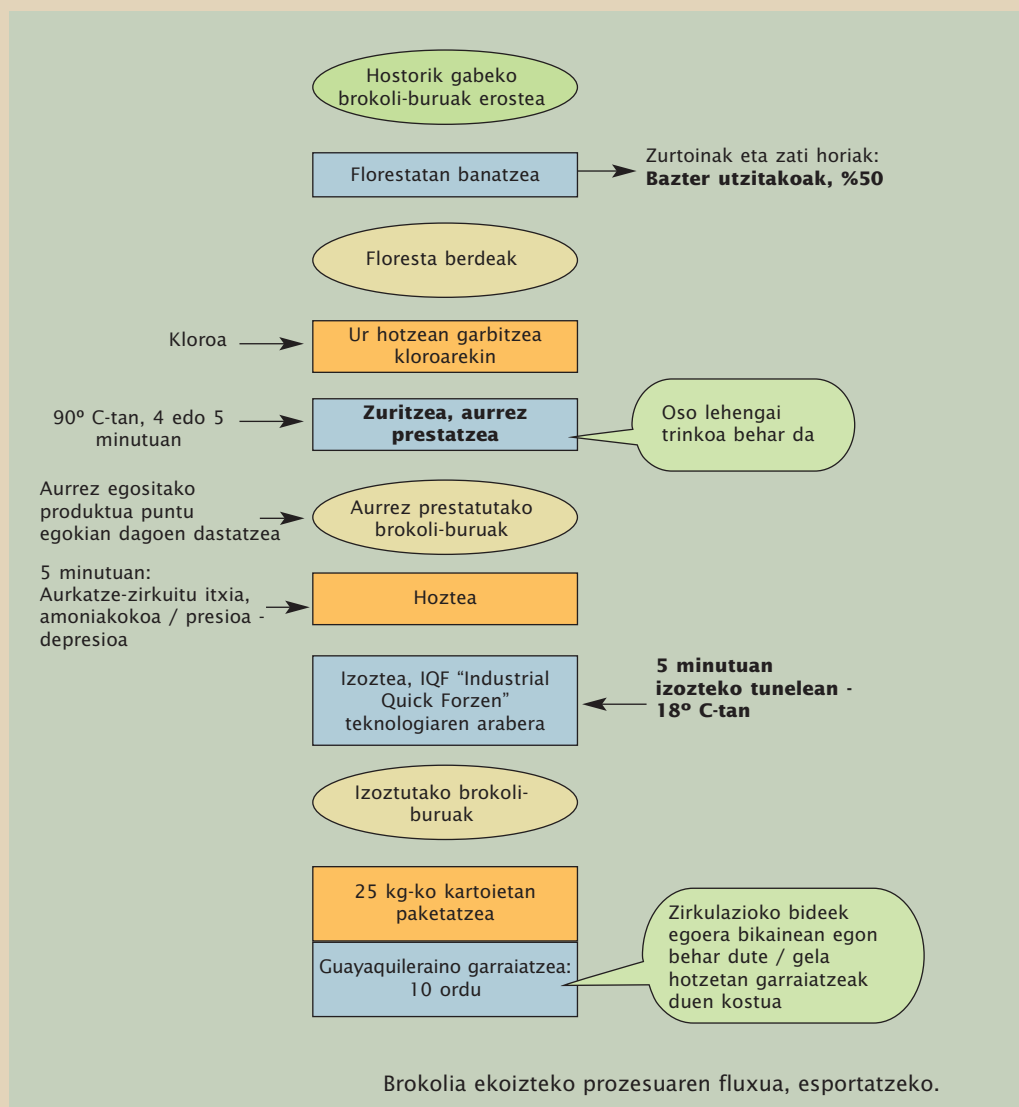 Hostorik gabeko
brokoli-buruak erostea
Florestatan banatzea
Zurtoinak eta zati horiak:
Bazter utzitakoak, %50
Floresta berdeak
Kloroa
Ur hotzean garbitzea
kloroarekin
90º C-tan, 4 edo 5
minutuan
Zuritzea, aurrez
prestatzea
Oso lehengai
trinkoa behar da
Aurrez egositako
produktua puntu
egokian dagoen dastatzea
Aurrez prestatutako
brokoli-buruak
5 minutuan:
Aurkatze-zirkuitu itxia,
amoniakokoa / presioa -
depresioa
Hoztea
Izoztea, IQF “Industrial
Quick Forzen”
teknologiaren arabera
5 minutuan
izozteko tunelean -
18º C-tan
Izoztutako brokoli-
buruak
25 kg-ko kartoietan
paketatzea
Guayaquileraino garraiatzea:
10 ordu
Zirkulazioko bideek
egoera bikainean egon
behar dute / gela
hotzetan garraiatzeak
duen kostua
Brokolia ekoizteko prozesuaren fluxua, esportatzeko.